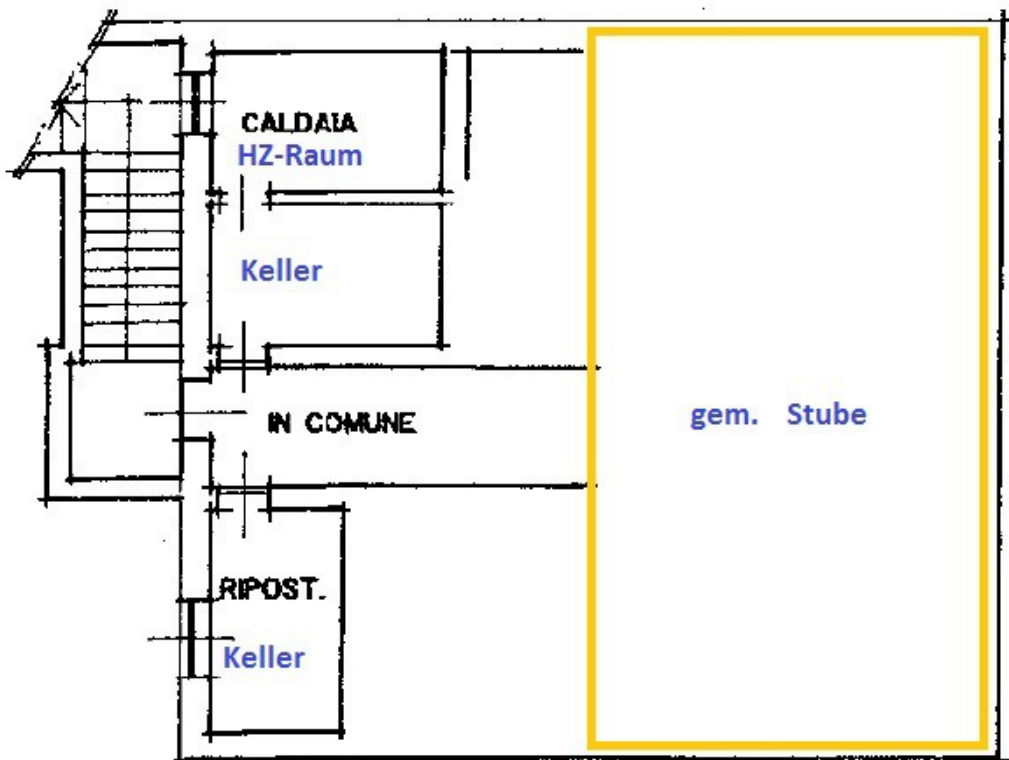 CALDAIA
HZ-Raum
Keller
IN COMUNE
gem. Stube
RIPOST.
Keller